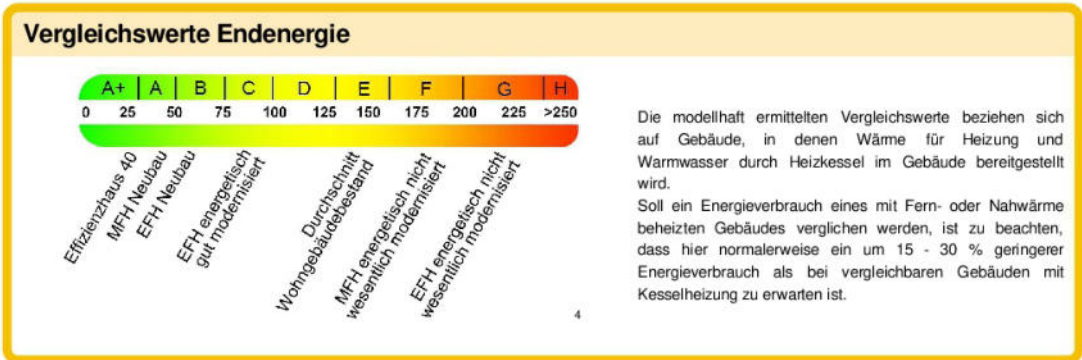 Vergleichswerte Endenergie
A+ A B C D E F G H
0 25 50 75 100 125 150 175 200 225 >250
Effizienzhaus 40
MFH Neubau
EFH Neubau
EFH energetisch
gut modernisiert
Durchschnitt
Wohngebäudebestand
MFH energetisch nicht
wesentlich modernisiert
EFH energetisch nicht
wesentlich modernisiert
4
Die modellhaft ermittelten Vergleichswerte beziehen sich
auf Gebäude, in denen Wärme für Heizung und
Warmwasser durch Heizkessel im Gebäude bereitgestellt
wird.
Soll ein Energieverbrauch eines mit Fern- oder Nahwärme
beheizten Gebäudes verglichen werden, ist zu beachten,
dass hier normalerweise ein um 15 - 30 % geringerer
Energieverbrauch als bei vergleichbaren Gebäuden mit
Kesselheizung zu erwarten ist.